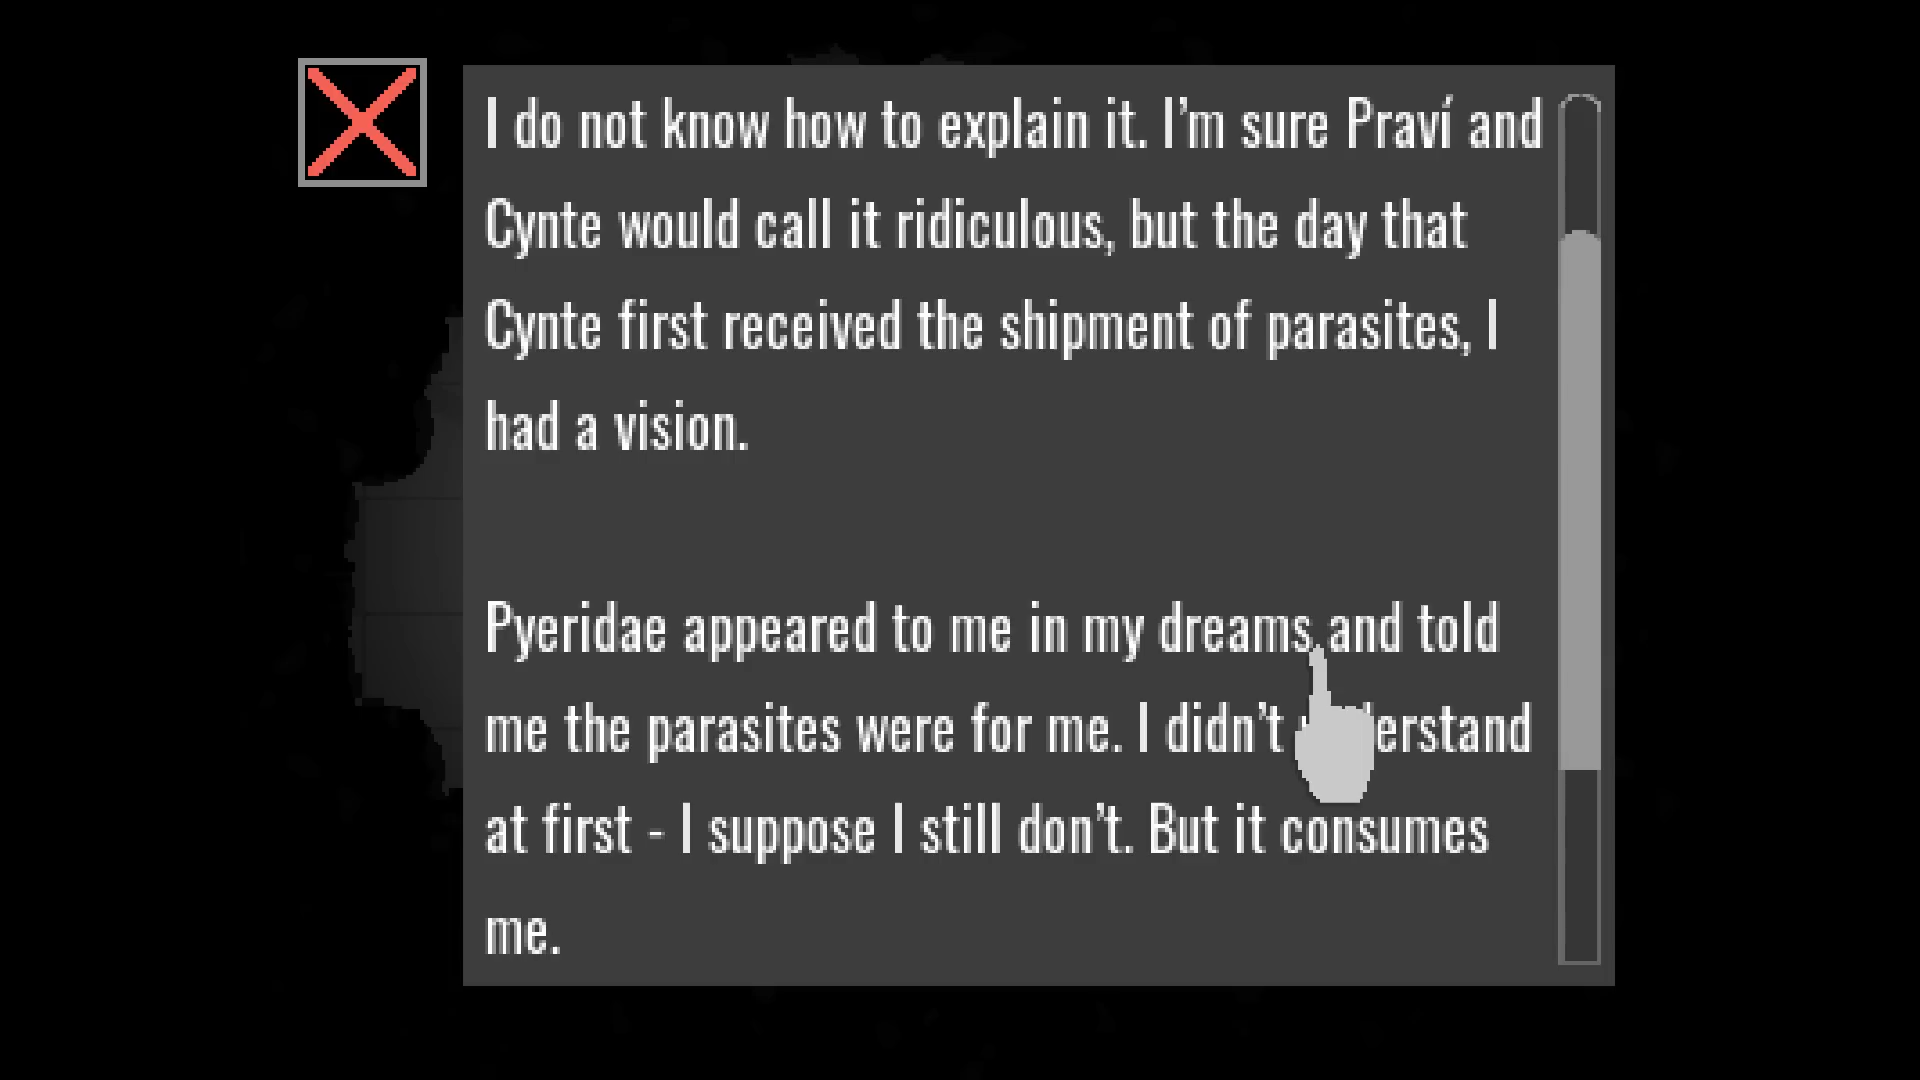 I do not know how to explain it. I’m sure Praví and
Cynte would call it ridiculous, but the day that
Cynte first received the shipment of parasites, I
had a vision.
Pyeridae appeared to me in my dreams and told
me the parasites were for me. I didn’t understand
at first - I suppose I still don’t. But it consumes
me.